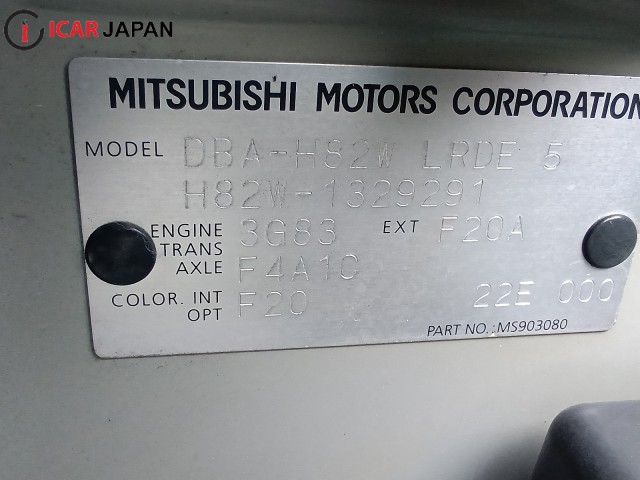 ICAR JAPAN
MITSUBISHI MOTORS CORPORATION
MODEL DBA-H82W LRDE 5
H82W-1329291
ENGINE 3G83 EXT F20A
TRANS
AXLE F4A1C
COLOR. INT F20 22E 000
OPT
PART NO.:MS903080